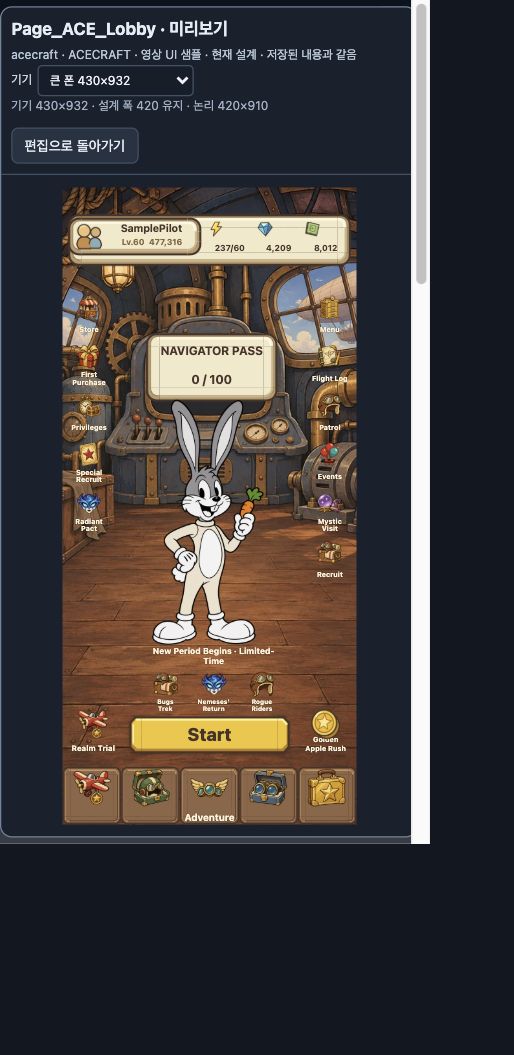 Page_ACE_Lobby · 미리보기
acecraft · ACECRAFT · 영상 UI 샘플 · 현재 설계 · 저장된 내용과 같음
기기 큰 폰 430×932
기기 430×932 · 설계 폭 420 유지 · 논리 420×910
편집으로 돌아가기
SamplePilot
Lv.60 477,316
237/60 4,209 8,012
Store
Menu
NAVIGATOR PASS
0 / 100
First
Purchase
Flight Log
Privileges
Patrol
Special
Recruit
Events
Radiant
Pact
Mystic
Visit
Recruit
New Period Begins · Limited-
Time
Bugs
Trek
Nemeses'
Return
Rogue
Riders
Realm Trial
Start
Golden
Apple Rush
Adventure